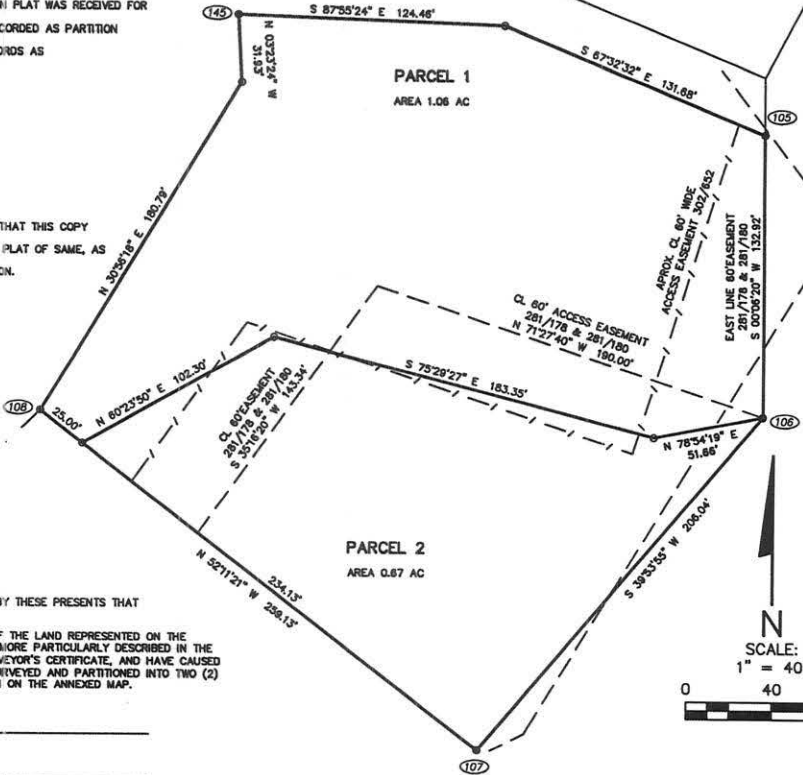 N PLAT WAS RECEIVED FOR
CORDED AS PARTITION
ORDS AS
THAT THIS COPY
PLAT OF SAME, AS
ON.
Y THESE PRESENTS THAT
F THE LAND REPRESENTED ON THE
MORE PARTICULARLY DESCRIBED IN THE
VEYOR'S CERTIFICATE, AND HAVE CAUSED
RVEYED AND PARTITIONED INTO TWO (2)
ON THE ANNEXED MAP.
145
S 87°55'24" E 124.46'
N 03°23'24" W
31.93'
S 67°32'32" E 131.68'
PARCEL 1
AREA 1.06 AC
105
N 30°56'18" E 180.79'
APROX. CL 60' WIDE
ACCESS EASEMENT 302/652
EAST LINE 60'EASEMENT
281/178 & 281/180
S 00°06'20" W 132.92'
CL 60' ACCESS EASEMENT
281/178 & 281/180
N 71°27'40" W 190.00'
108
25.00'
N 60°23'50" E 102.30'
CL 60'EASEMENT
281/178 & 281/180
S 35°16'20" W 143.34'
S 75°29'27" E 183.35'
N 78°54'19" E
51.66'
106
PARCEL 2
AREA 0.67 AC
234.13'
N 52°11'21" W 259.13'
S 39°53'55" W 206.04'
107
N
SCALE:
1" = 40
0 40